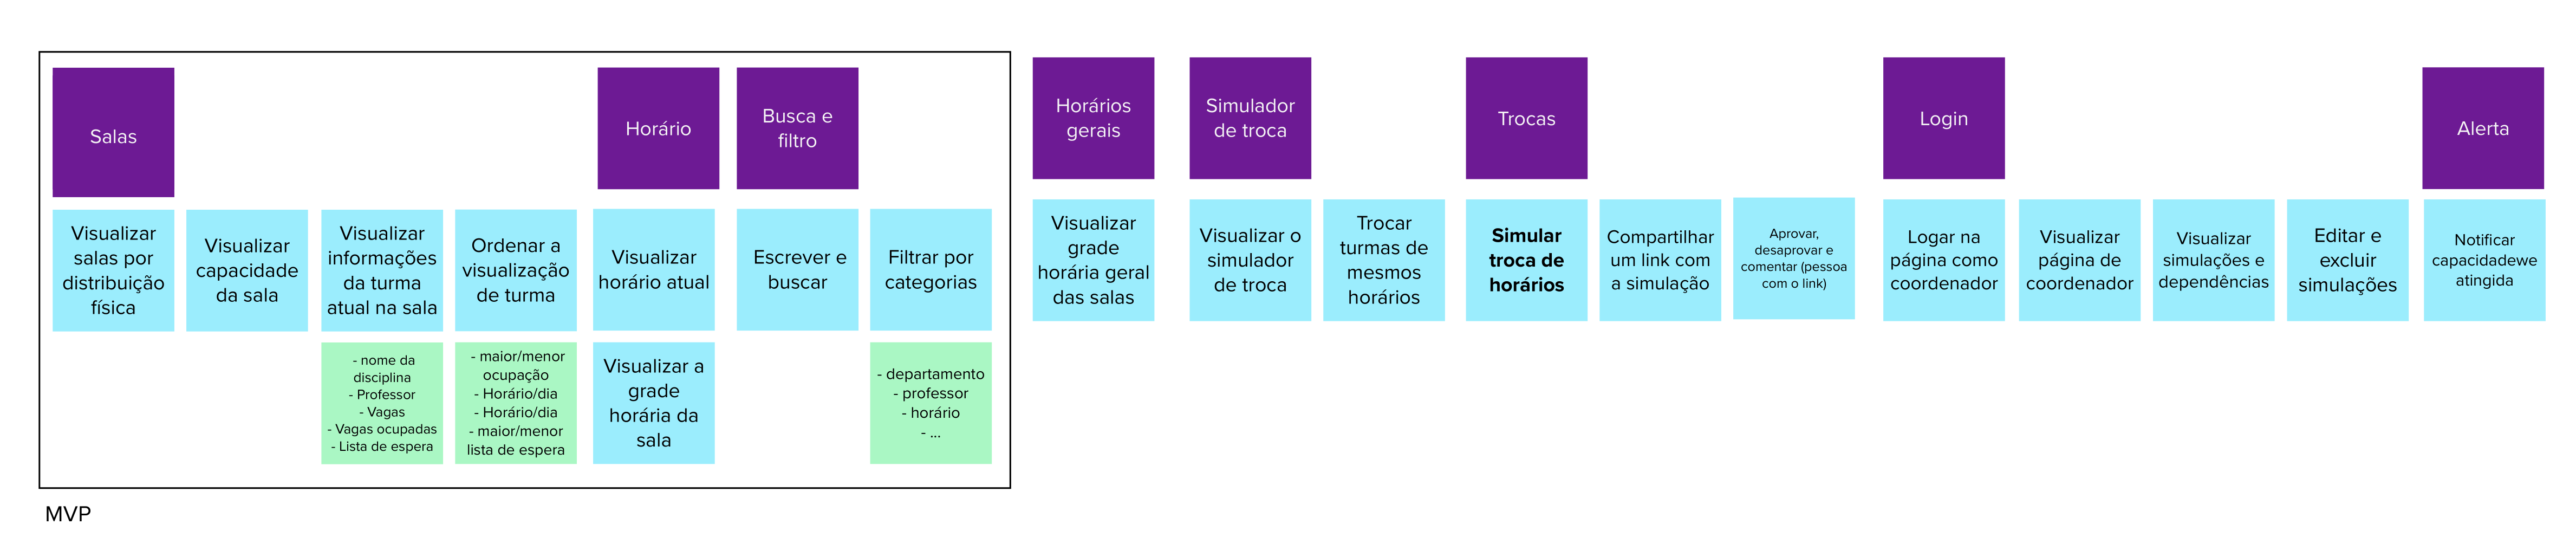 Salas
Horário
Busca e
filtro
Horários
gerais
Simulador
de troca
Trocas
Login
Alerta
Visualizar
salas por
distribuição
física
Visualizar
capacidade
da sala
Visualizar
informações
da turma
atual na sala
Ordenar a
visualização
de turma
Visualizar
horário atual
Escrever e
buscar
Filtrar por
categorias
Visualizar
grade
horária geral
das salas
Visualizar o
simulador
de troca
Trocar
turmas de
mesmos
horários
Simular
troca de
horários
Compartilhar
um link com
a simulação
Aprovar,
desaprovar e
comentar (pessoa
com o link)
Logar na
página como
coordenador
Visualizar
página de
coordenador
Visualizar
simulações e
dependências
Editar e
excluir
simulações
Notificar
capacidadewe
atingida
- nome da
disciplina
- Professor
- Vagas
- Vagas ocupadas
- Lista de espera
- maior/menor
ocupação
- Horário/dia
- Horário/dia
- maior/menor
lista de espera
Visualizar a
grade
horária da
sala
- departamento
- professor
- horário
- ...
MVP